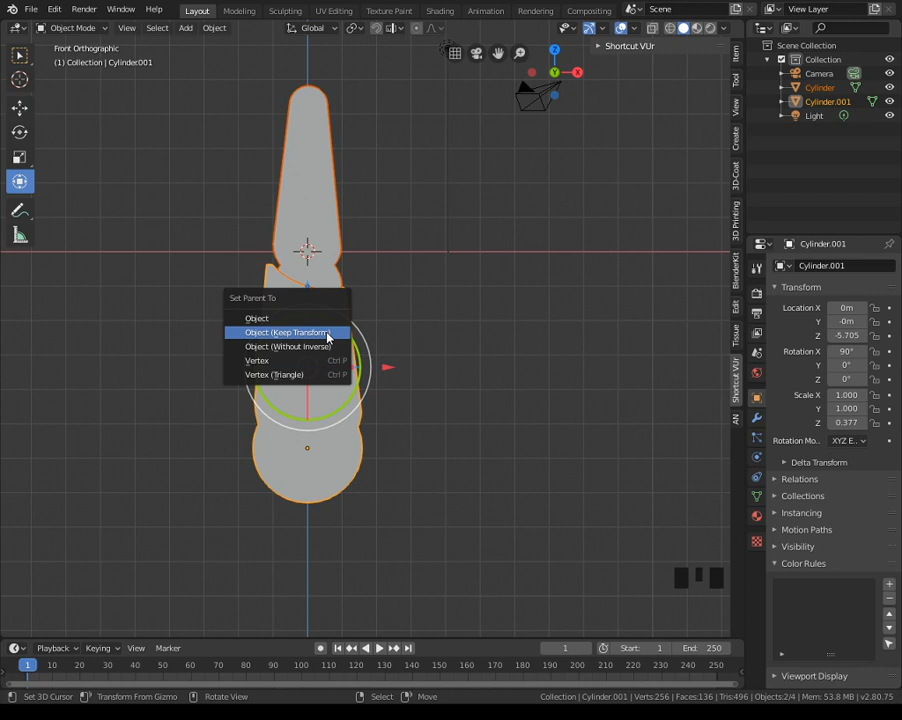 File Edit Render Window Help Layout Modeling Sculpting UV Editing Texture Paint Shading Animation Rendering Compositing Scene View Layer
Object Mode View Select Add Object Global
Front Orthographic
(1) Collection | Cylinder.001
Shortcut VUr
Z
Y
X
Item
Tool
View
Create
3D-Coat
3D Printing
BlenderKit
Edit
Tissue
Shortcut VUr
AN
Scene Collection
Collection
Camera
Cylinder
Cylinder.001
Light
Set Parent To
Object
Object (Keep Transform)
Object (Without Inverse)
Vertex Ctrl P
Vertex (Triangle) Ctrl P
Cylinder.001
Cylinder.001
Transform
Location X 0m
Y -0m
Z -5.705
Rotation X 90°
Y 0°
Z 0°
Scale X 1.000
Y 1.000
Z 0.377
Rotation Mo.. XYZ E..
Delta Transform
Relations
Collections
Instancing
Motion Paths
Visibility
Color Rules
Viewport Display
Playback Keying View Marker 1 Start: 1 End: 250
1 10 20 30 40 50 60 70 80 90 100 110 120 130 140 150 160 170 180 190 200 210 220 230 240 250
Set 3D Cursor Transform From Gizmo Rotate View Select Move Collection | Cylinder.001 | Verts:256 | Faces:136 | Tris:496 | Objects:2/4 | Mem: 53.8 MB | v2.80.75